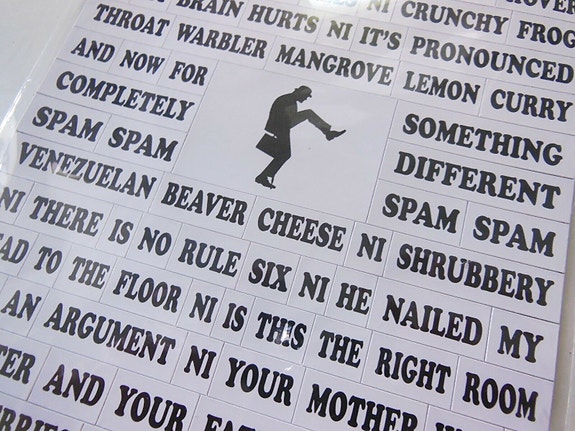 BRAIN HURTS NI CRUNCHY FROG
THROAT WARBLER NI IT'S PRONOUNCED
AND NOW FOR MANGROVE LEMON CURRY
COMPLETELY SOMETHING
SPAM SPAM DIFFERENT
VENEZUELAN BEAVER CHEESE NI SPAM SPAM
NI THERE IS NO RULE SIX NI SHRUBBERY
TO THE FLOOR NI HE NAILED MY
AN ARGUMENT NI IS THIS THE RIGHT ROOM
AND YOUR NI YOUR MOTHER